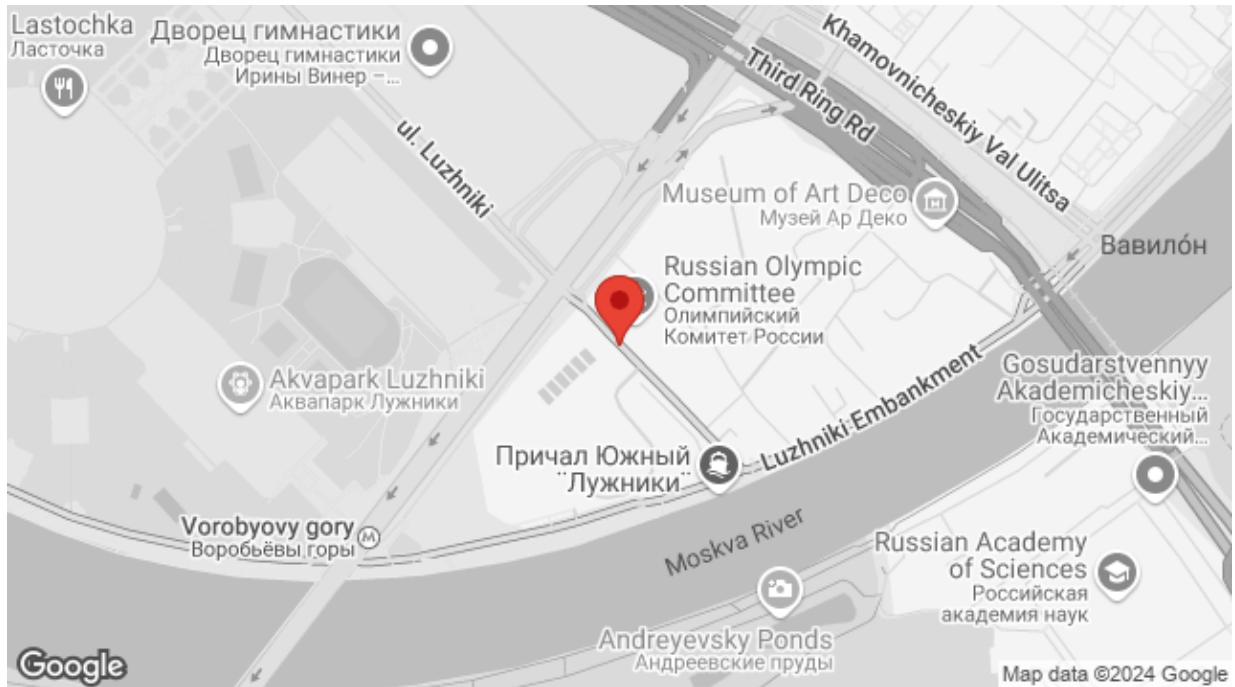 Lastochka
Ласточка
Дворец гимнастики
Дворец гимнастики
Ирины Винер –...
ul. Luzhniki
Third Ring Rd
Khamovnicheskiy Val Ulitsa
Museum of Art Deco
Музей Ар Деко
Вавило́н
Russian Olympic
Committee
Олимпийский
Комитет России
Akvapark Luzhniki
Аквапарк Лужники
Gosudarstvennyy
Akademicheskiy...
Государственный
Академический...
Luzhniki Embankment
Причал Южный
"Лужники"
Vorobyovy gory
Воробьёвы горы
M
Moskva River
Russian Academy
of Sciences
Российская
академия наук
Andreyevsky Ponds
Андреевские пруды
Google
Map data ©2024 Google